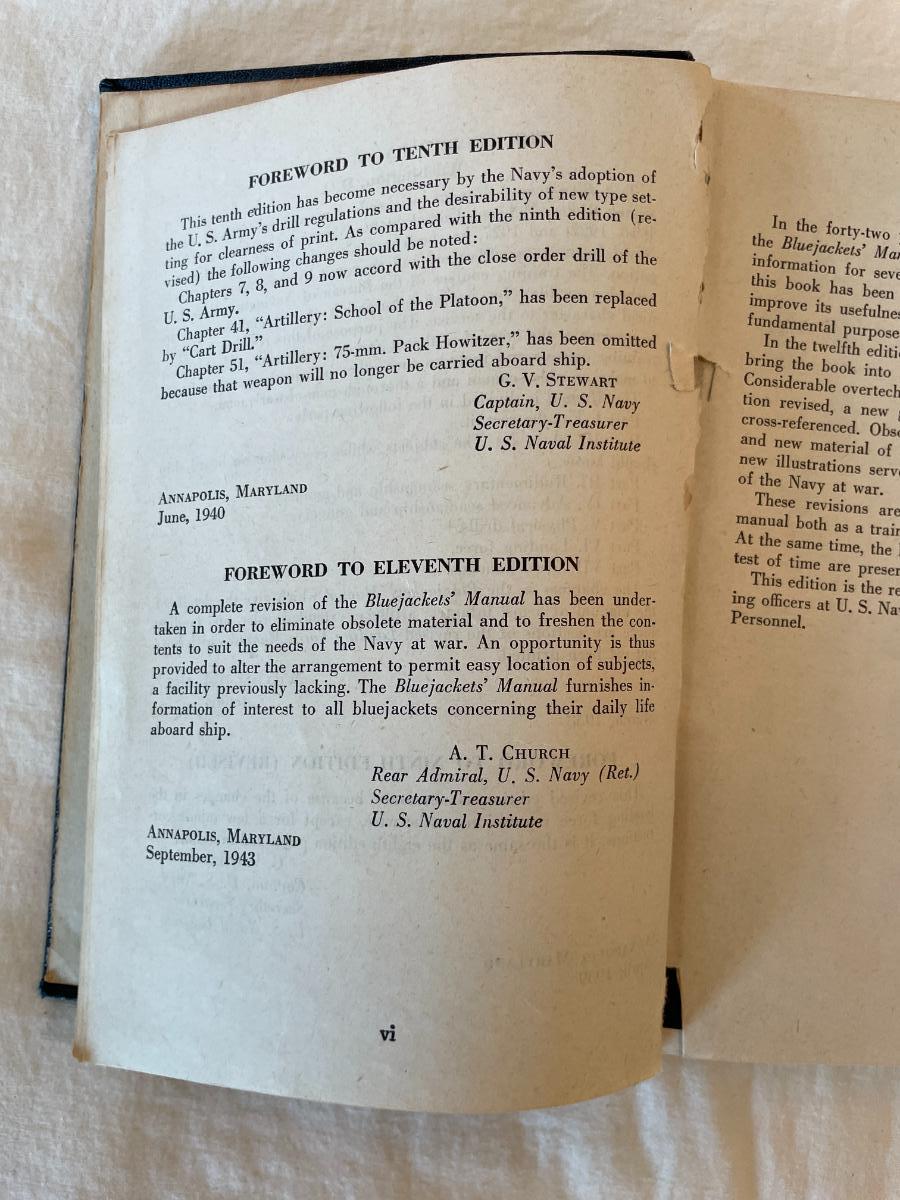 FOREWORD TO TENTH EDITION
This tenth edition has become necessary by the Navy's adoption of
the U. S. Army's drill regulations and the desirability of new type set-
ting for clearness of print. As compared with the ninth edition (re-
vised) the following changes should be noted:
Chapters 7, 8, and 9 now accord with the close order drill of the
U. S. Army.
Chapter 41, "Artillery: School of the Platoon," has been replaced
by "Cart Drill."
Chapter 51, "Artillery: 75-mm. Pack Howitzer," has been omitted
because that weapon will no longer be carried aboard ship.
G. V. STEWART
Captain, U. S. Navy
Secretary-Treasurer
U. S. Naval Institute
ANNAPOLIS, MARYLAND
June, 1940
FOREWORD TO ELEVENTH EDITION
A complete revision of the Bluejackets' Manual has been under-
taken in order to eliminate obsolete material and to freshen the con-
tents to suit the needs of the Navy at war. An opportunity is thus
provided to alter the arrangement to permit easy location of subjects,
a facility previously lacking. The Bluejackets' Manual furnishes in-
formation of interest to all bluejackets concerning their daily life
aboard ship.
A. T. CHURCH
Rear Admiral, U. S. Navy (Ret.)
Secretary-Treasurer
U. S. Naval Institute
ANNAPOLIS, MARYLAND
September, 1943
vi
In the forty-two
the Bluejackets' Ma
information for seve
this book has been
improve its usefulnes
fundamental purpose
In the twelfth editi
bring the book into
Considerable overtech
tion revised, a new
cross-referenced. Obs
and new material of
new illustrations serv
of the Navy at war.
These revisions are
manual both as a trai
At the same time, the
test of time are preser
This edition is the re
ing officers at U. S. Na
Personnel.